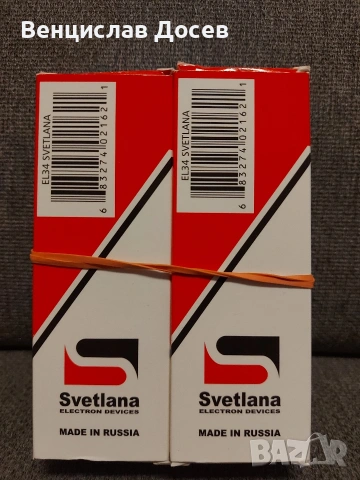 Венцислав Досев
EL34 SVETLANA
6 83274 02162 1
EL34 SVETLANA
6 83274 02162 1
Svetlana
ELECTRON DEVICES
MADE IN RUSSIA
Svetlana
ELECTRON DEVICES
MADE IN RUSSIA
BAZAR